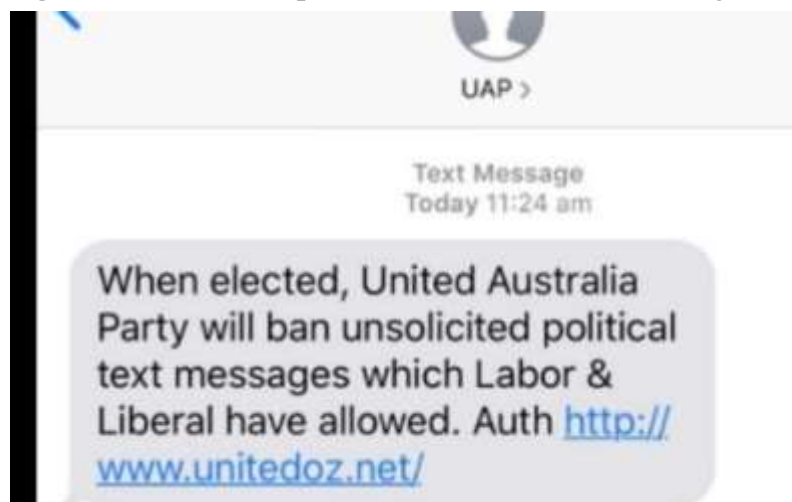 UAP >
Text Message
Today 11:24 am
When elected, United Australia
Party will ban unsolicited political
text messages which Labor &
Liberal have allowed. Auth http://
www.unitedoz.net/